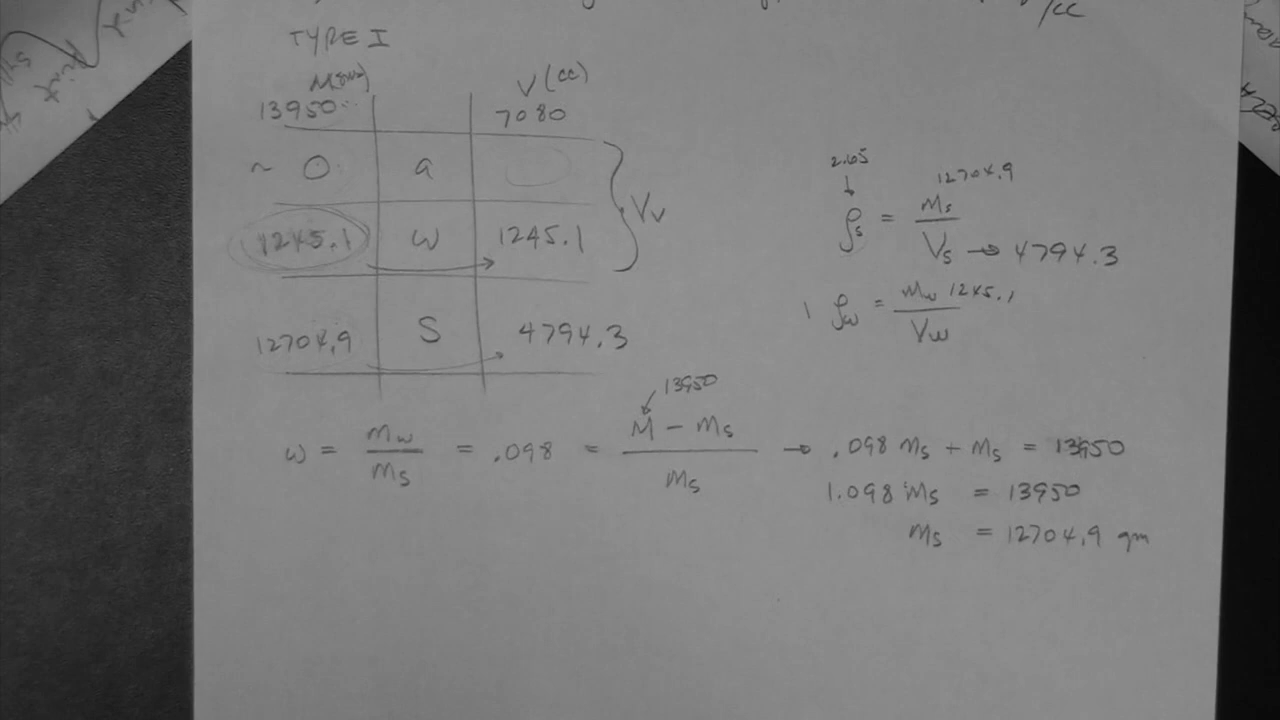 /cc
TYPE I
M(gm) V (cc)
13950 7080
~ 0 a
} Vv
1245.1 w 1245.1
12704.9 S 4794.3
2.65
↓ 12704.9
ρs = Ms / Vs → 4794.3
1 ρw = Mw 1245.1 / Vw
13950
w = Mw / Ms = .098 = M - Ms / Ms → .098 Ms + Ms = 13950
1.098 Ms = 13950
Ms = 12704.9 gm